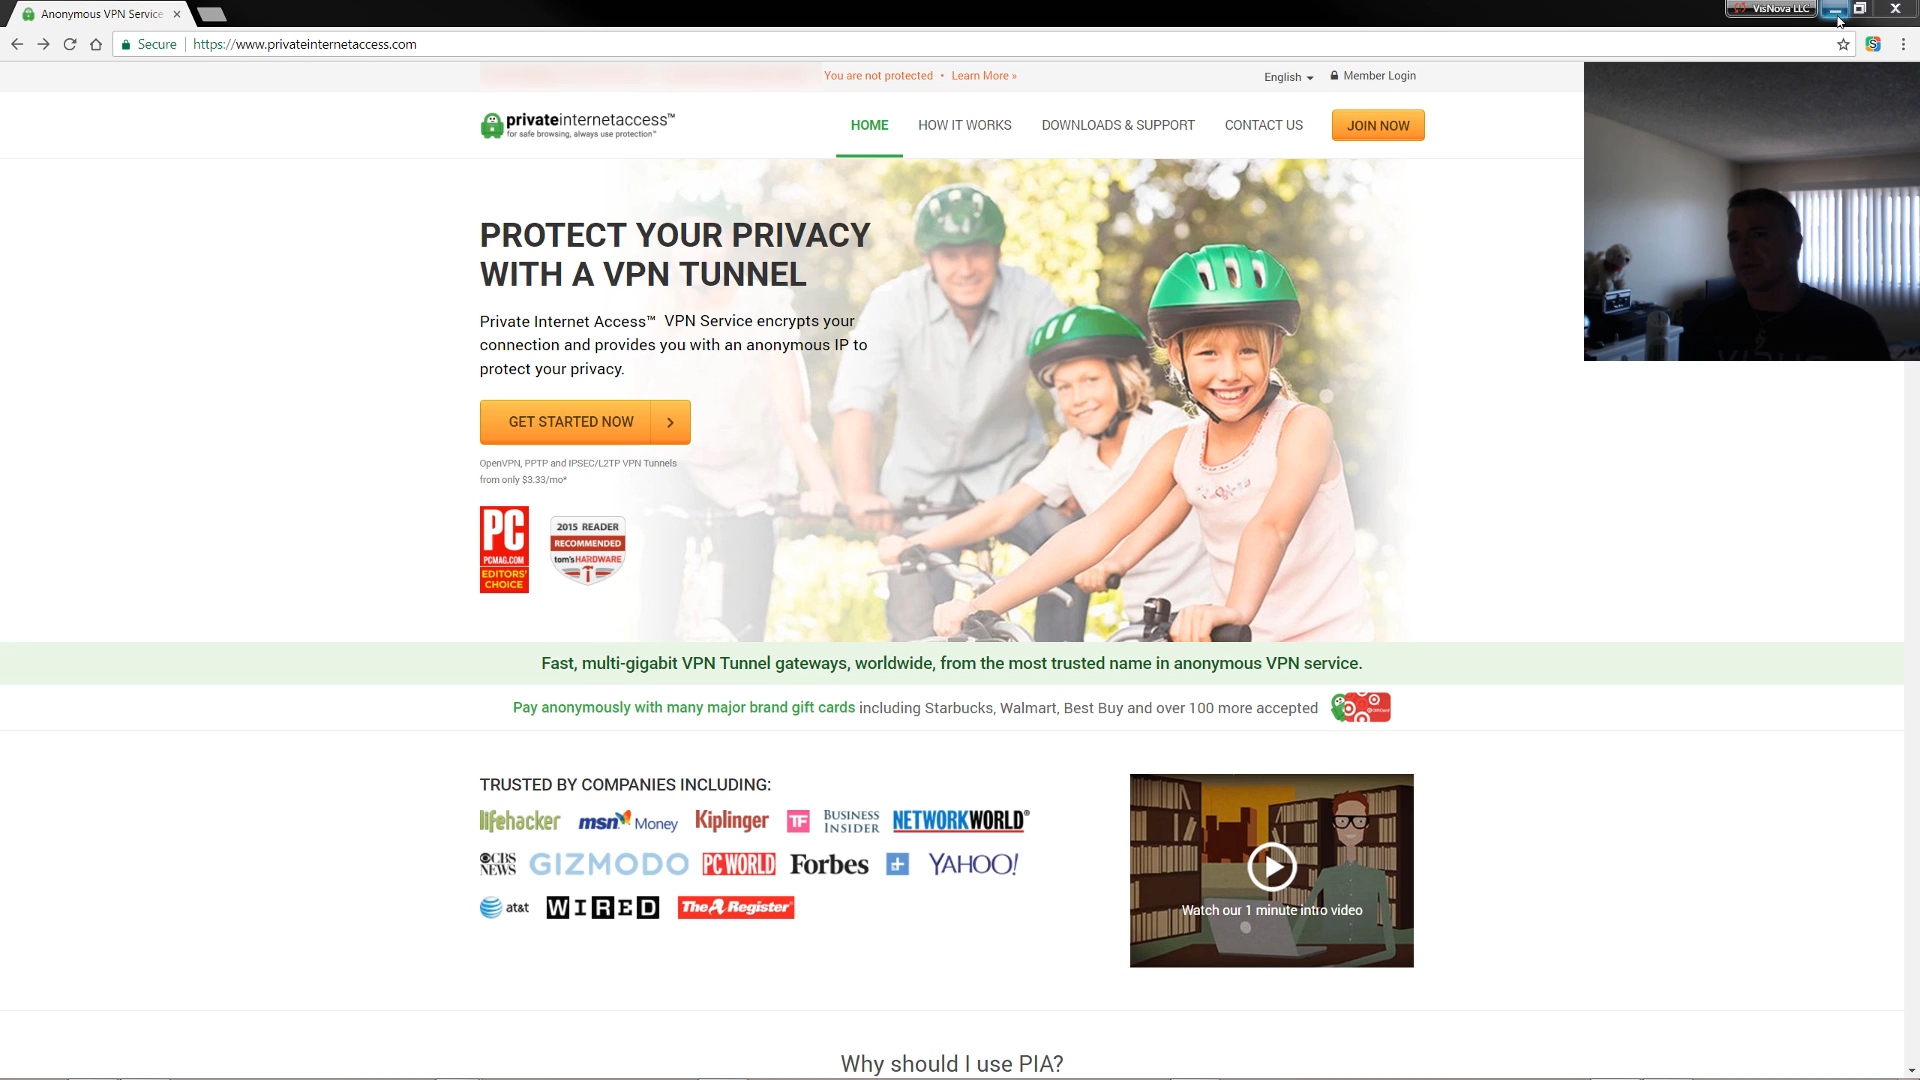 Anonymous VPN Service
VisNova LLC
Secure
https://www.privateinternetaccess.com
You are not protected • Learn More »
English
Member Login
privateinternetaccess™
for safe browsing, always use protection™
HOME
HOW IT WORKS
DOWNLOADS & SUPPORT
CONTACT US
JOIN NOW
PROTECT YOUR PRIVACY
WITH A VPN TUNNEL
Private Internet Access™ VPN Service encrypts your
connection and provides you with an anonymous IP to
protect your privacy.
GET STARTED NOW
OpenVPN, PPTP and IPSEC/L2TP VPN Tunnels
from only $3.33/mo*
PC
PCMAG.COM
EDITORS'
CHOICE
2015 READER
RECOMMENDED
tom's HARDWARE
Fast, multi-gigabit VPN Tunnel gateways, worldwide, from the most trusted name in anonymous VPN service.
Pay anonymously with many major brand gift cards including Starbucks, Walmart, Best Buy and over 100 more accepted
TRUSTED BY COMPANIES INCLUDING:
lifehacker
msn Money
Kiplinger
TF
BUSINESS
INSIDER
NETWORKWORLD®
CBS
NEWS
GIZMODO
PC WORLD
Forbes
YAHOO!
at&t
WIRED
The Register®
Watch our 1 minute intro video
Why should I use PIA?